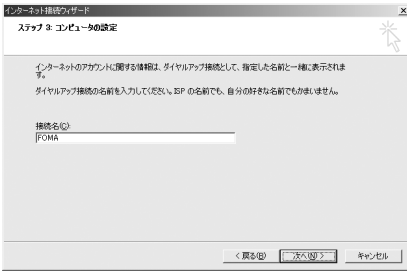 インターネット接続ウィザード
ステップ 3: コンピュータの設定
インターネットのアカウントに関する情報は、ダイヤルアップ接続として、指定した名前と一緒に表示されま
す。
ダイヤルアップ接続の名前を入力してください。ISP の名前でも、自分の好きな名前でもかまいません。
接続名(C):
FOMA
< 戻る(B)
次へ(N) >
キャンセル